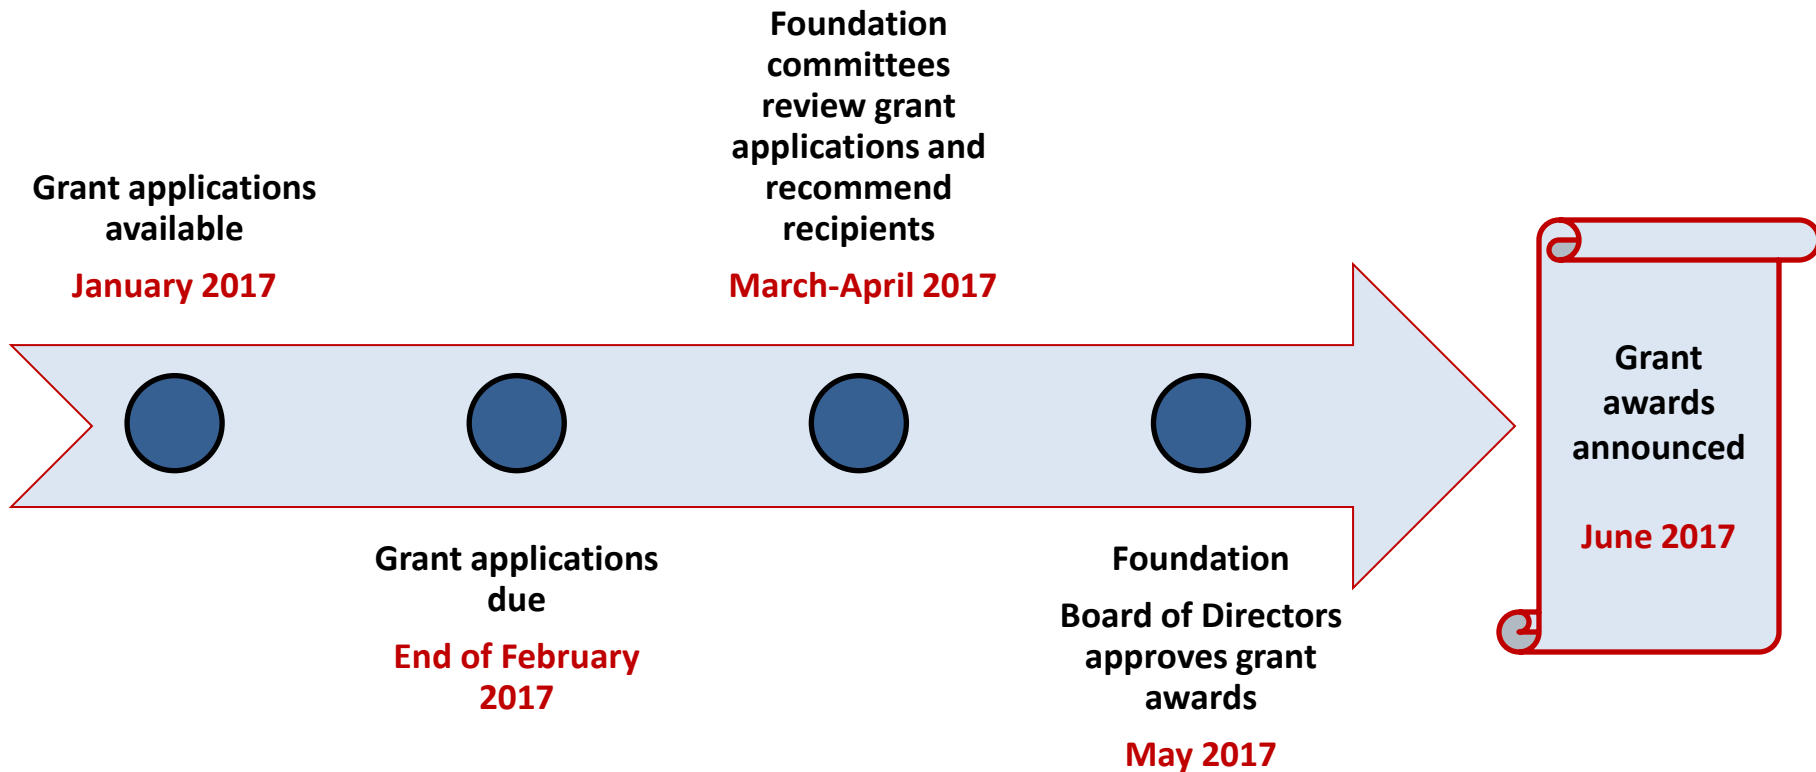 Grant applications
available
January 2017
Grant applications
due
End of February
2017
Foundation
committees
review grant
applications and
recommend
recipients
March-April 2017
Foundation
Board of Directors
approves grant
awards
May 2017
Grant
awards
announced
June 2017